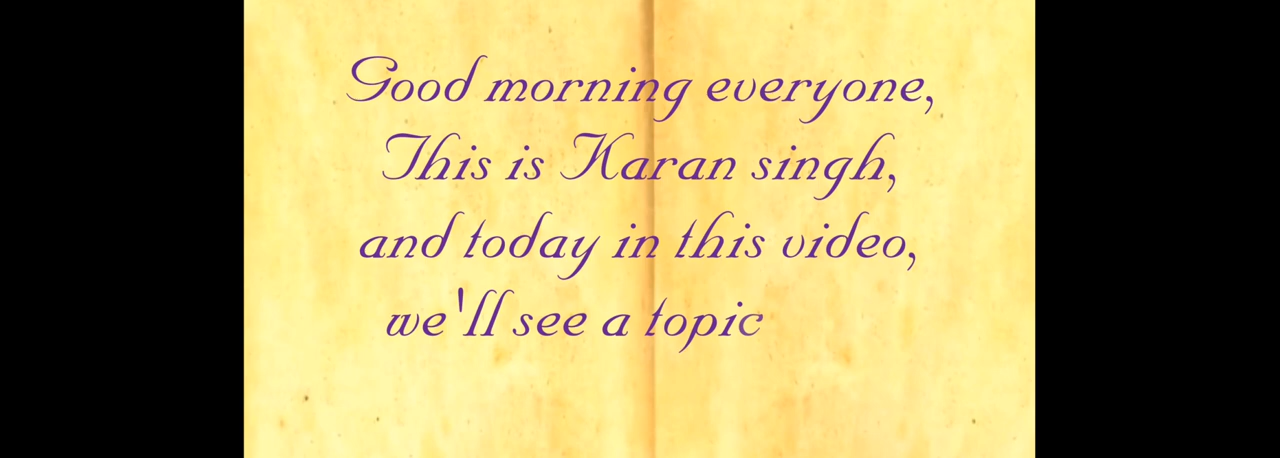 Good morning everyone,
This is Karan singh,
and today in this video,
we'll see a topic